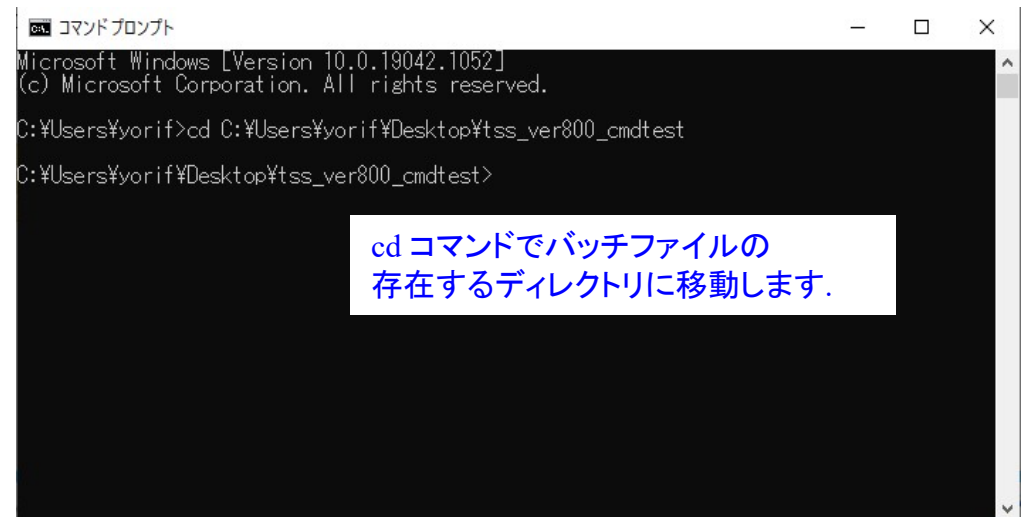 コマンド プロンプト
Microsoft Windows [Version 10.0.19042.1052]
(c) Microsoft Corporation. All rights reserved.
C:¥Users¥yorif>cd C:¥Users¥yorif¥Desktop¥tss_ver800_cmdtest
C:¥Users¥yorif¥Desktop¥tss_ver800_cmdtest>
cd コマンドでバッチファイルの
存在するディレクトリに移動します.